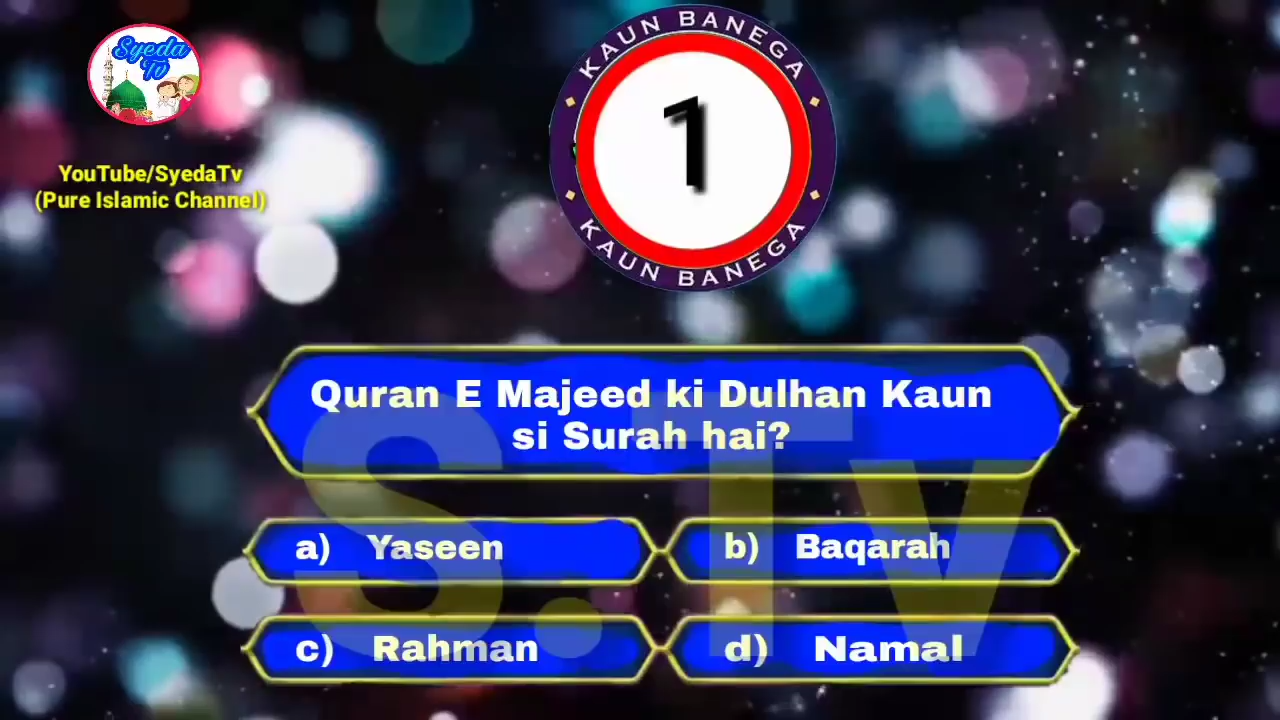 KAUN BANEGA
Syeda
Tv
1
YouTube/SyedaTv
(Pure Islamic Channel)
KAUN BANEGA
Quran E Majeed ki Dulhan Kaun
si Surah hai?
S.Tv
a) Yaseen
b) Baqarah
c) Rahman
d) Namal